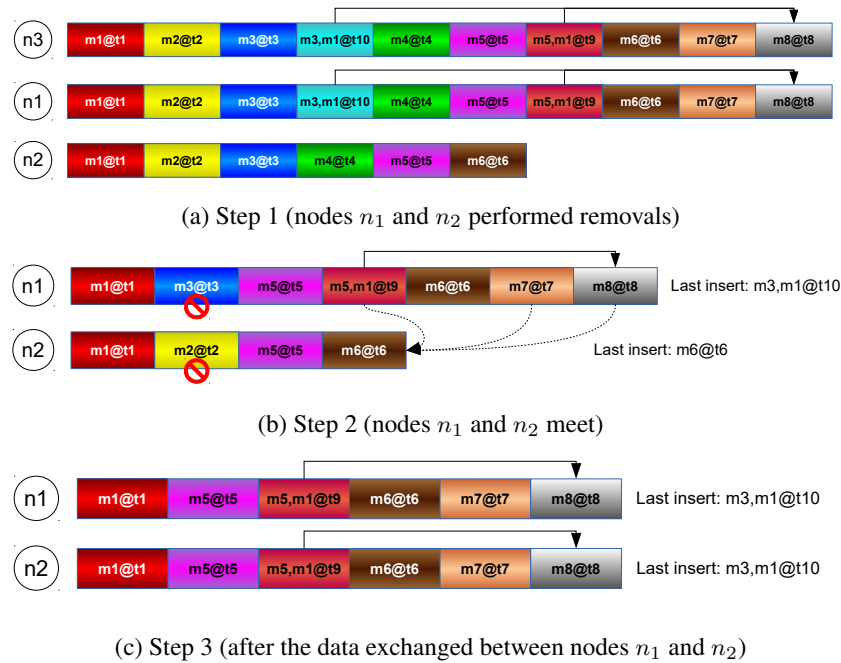 n3 m1@t1 m2@t2 m3@t3 m3,m1@t10 m4@t4 m5@t5 m5,m1@t9 m6@t6 m7@t7 m8@t8
n1 m1@t1 m2@t2 m3@t3 m3,m1@t10 m4@t4 m5@t5 m5,m1@t9 m6@t6 m7@t7 m8@t8
n2 m1@t1 m2@t2 m3@t3 m4@t4 m5@t5 m6@t6
(a) Step 1 (nodes n1 and n2 performed removals)
n1 m1@t1 m3@t3 m5@t5 m5,m1@t9 m6@t6 m7@t7 m8@t8 Last insert: m3,m1@t10
n2 m1@t1 m2@t2 m5@t5 m6@t6 Last insert: m6@t6
(b) Step 2 (nodes n1 and n2 meet)
n1 m1@t1 m5@t5 m5,m1@t9 m6@t6 m7@t7 m8@t8 Last insert: m3,m1@t10
n2 m1@t1 m5@t5 m5,m1@t9 m6@t6 m7@t7 m8@t8 Last insert: m3,m1@t10
(c) Step 3 (after the data exchanged between nodes n1 and n2)